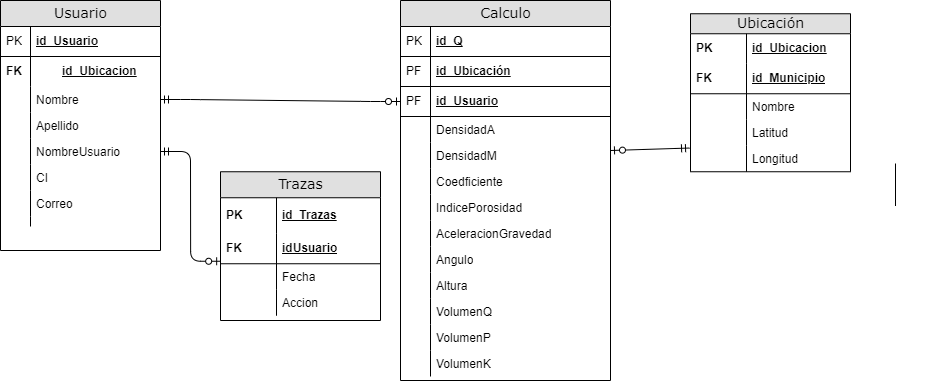 Usuario
PK id_Usuario
FK id_Ubicacion
Nombre
Apellido
NombreUsuario
CI
Correo
Trazas
PK id_Trazas
FK idUsuario
Fecha
Accion
Calculo
PK id_Q
PF id_Ubicación
PF id_Usuario
DensidadA
DensidadM
Coedficiente
IndicePorosidad
AceleracionGravedad
Angulo
Altura
VolumenQ
VolumenP
VolumenK
Ubicación
PK id_Ubicacion
FK id_Municipio
Nombre
Latitud
Longitud